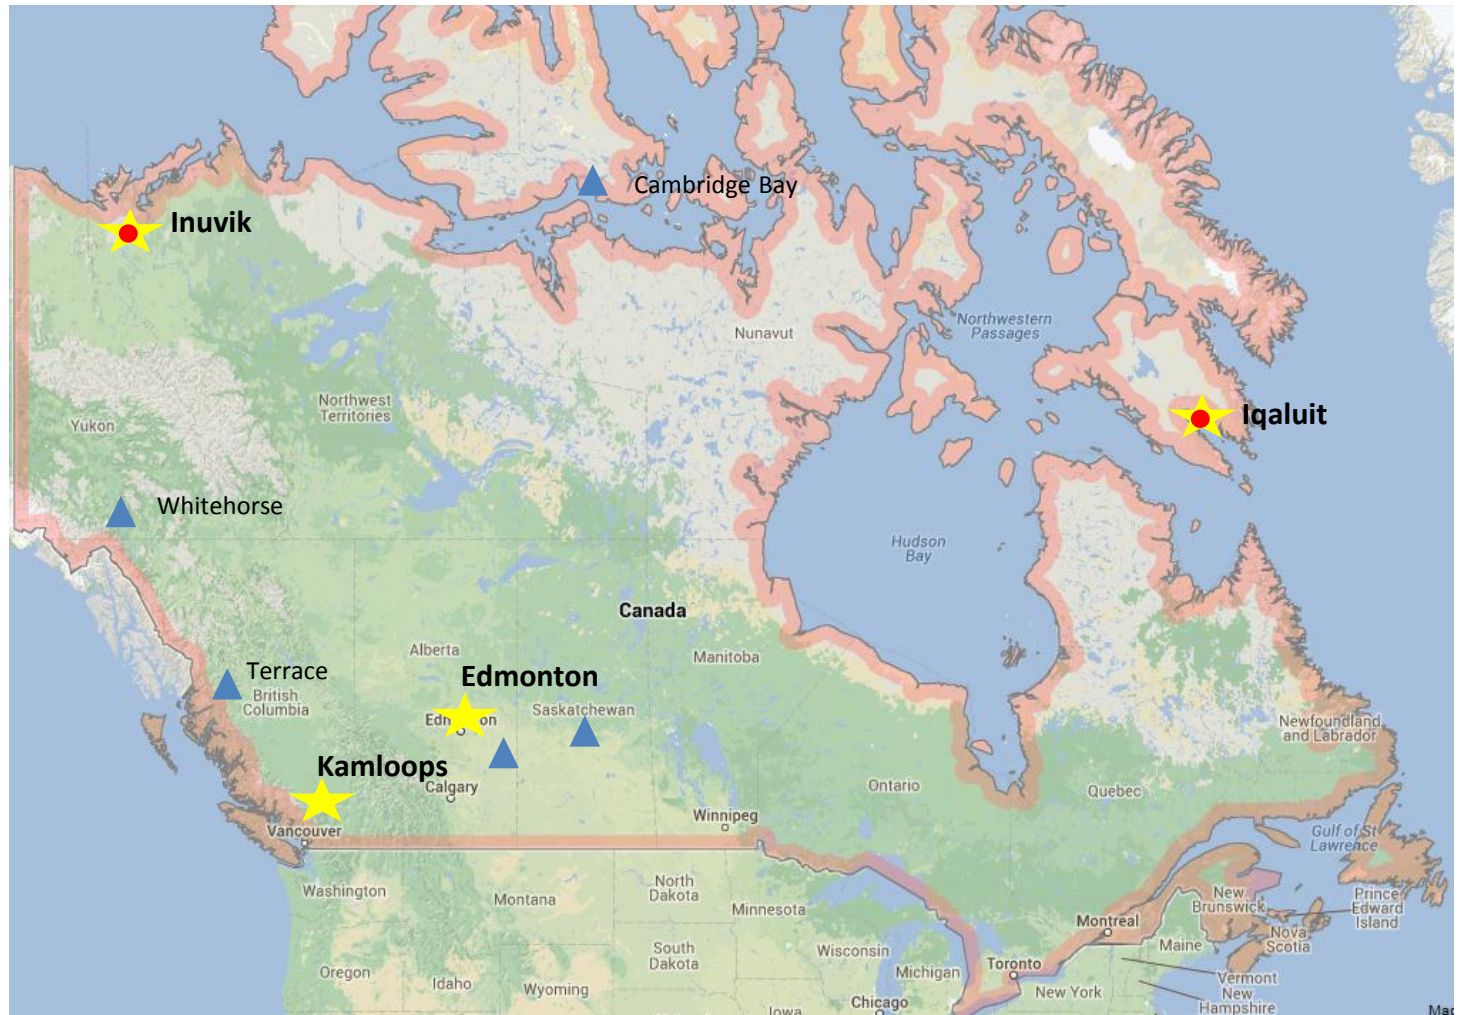 Cambridge Bay
Inuvik
Northwestern
Passages
Nunavut
Northwest
Territories
Iqaluit
Yukon
Whitehorse
Hudson
Bay
Canada
Alberta
Manitoba
Terrace
British
Columbia
Edmonton
Saskatchewan
Newfoundland
and Labrador
Kamloops
Calgary
Ontario
Quebec
Winnipeg
Vancouver
Gulf of St
Lawrence
Washington
Montana
North
Dakota
Minnesota
New
Brunswick
Prince
Edward
Island
Montreal
Nova
Scotia
Maine
South
Dakota
Wisconsin
Toronto
Michigan
Oregon
Idaho
Wyoming
New York
Vermont
New
Hampshire
Chicago
Iowa